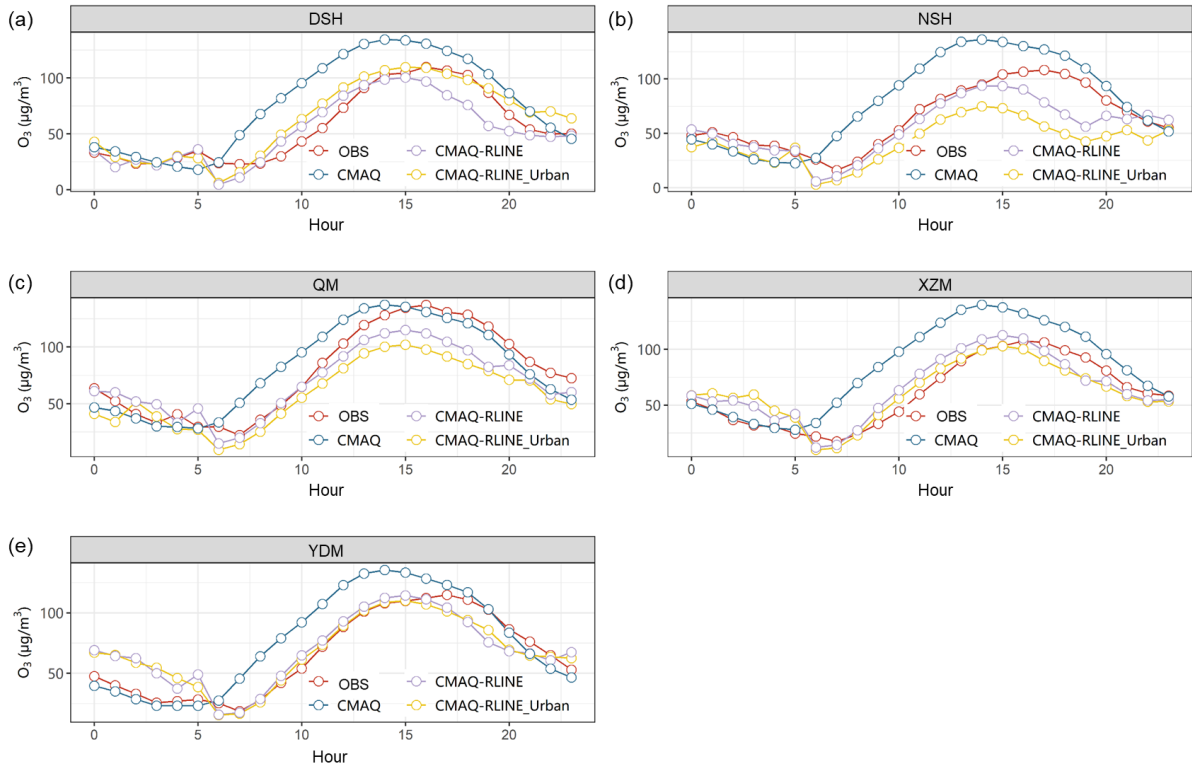 (a)
DSH
O₃ (μg/m³)
100
50
0
OBS
CMAQ-RLINE
CMAQ
CMAQ-RLINE_Urban
0
5
10
15
20
Hour
(b)
NSH
O₃ (μg/m³)
100
50
0
OBS
CMAQ-RLINE
CMAQ
CMAQ-RLINE_Urban
0
5
10
15
20
Hour
(c)
QM
O₃ (μg/m³)
100
50
OBS
CMAQ-RLINE
CMAQ
CMAQ-RLINE_Urban
0
5
10
15
20
Hour
(d)
XZM
O₃ (μg/m³)
100
50
OBS
CMAQ-RLINE
CMAQ
CMAQ-RLINE_Urban
0
5
10
15
20
Hour
(e)
YDM
O₃ (μg/m³)
100
50
OBS
CMAQ-RLINE
CMAQ
CMAQ-RLINE_Urban
0
5
10
15
20
Hour